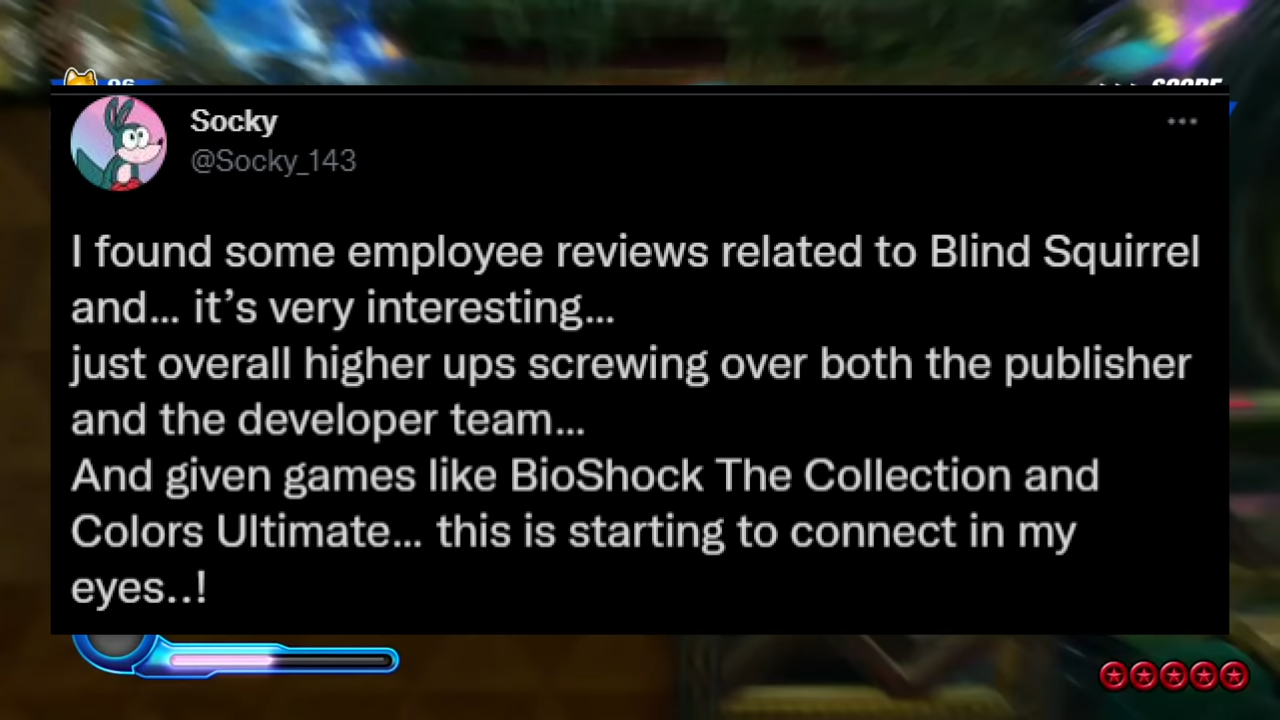 SCORE
Socky
@Socky_143
I found some employee reviews related to Blind Squirrel
and... it’s very interesting...
just overall higher ups screwing over both the publisher
and the developer team...
And given games like BioShock The Collection and
Colors Ultimate... this is starting to connect in my
eyes..!